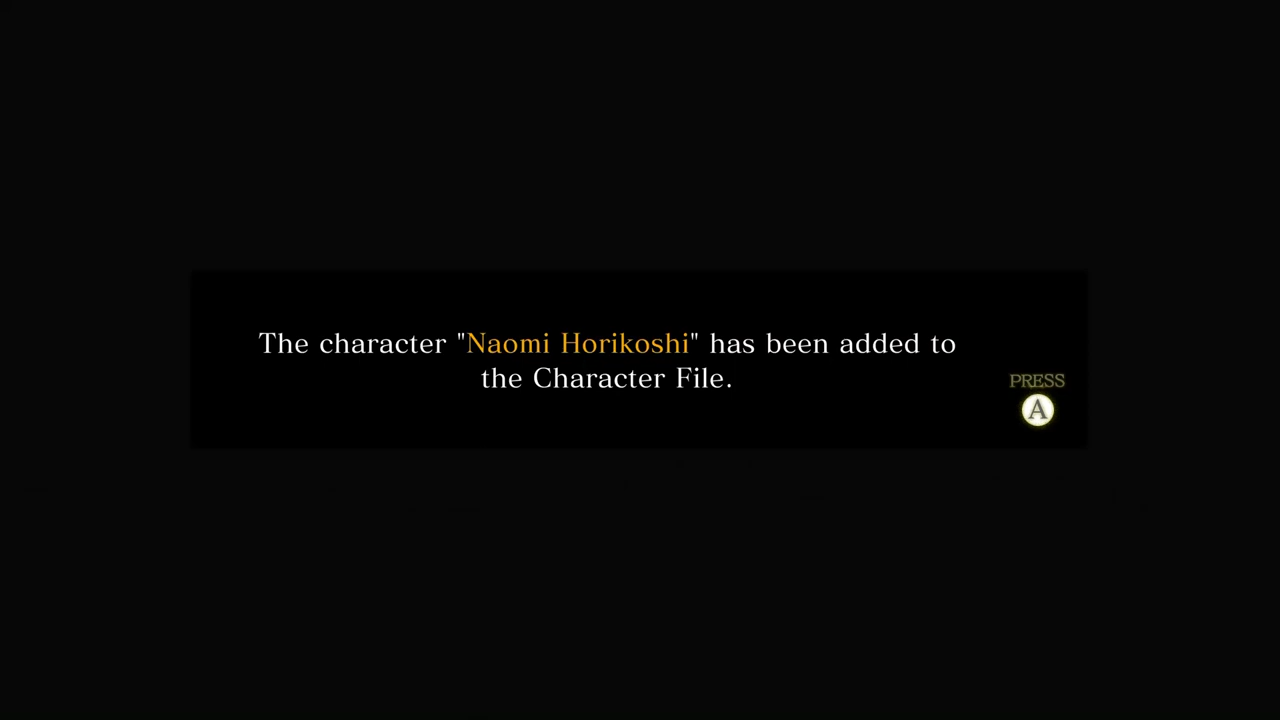 The character "Naomi Horikoshi" has been added to
the Character File.
PRESS
A